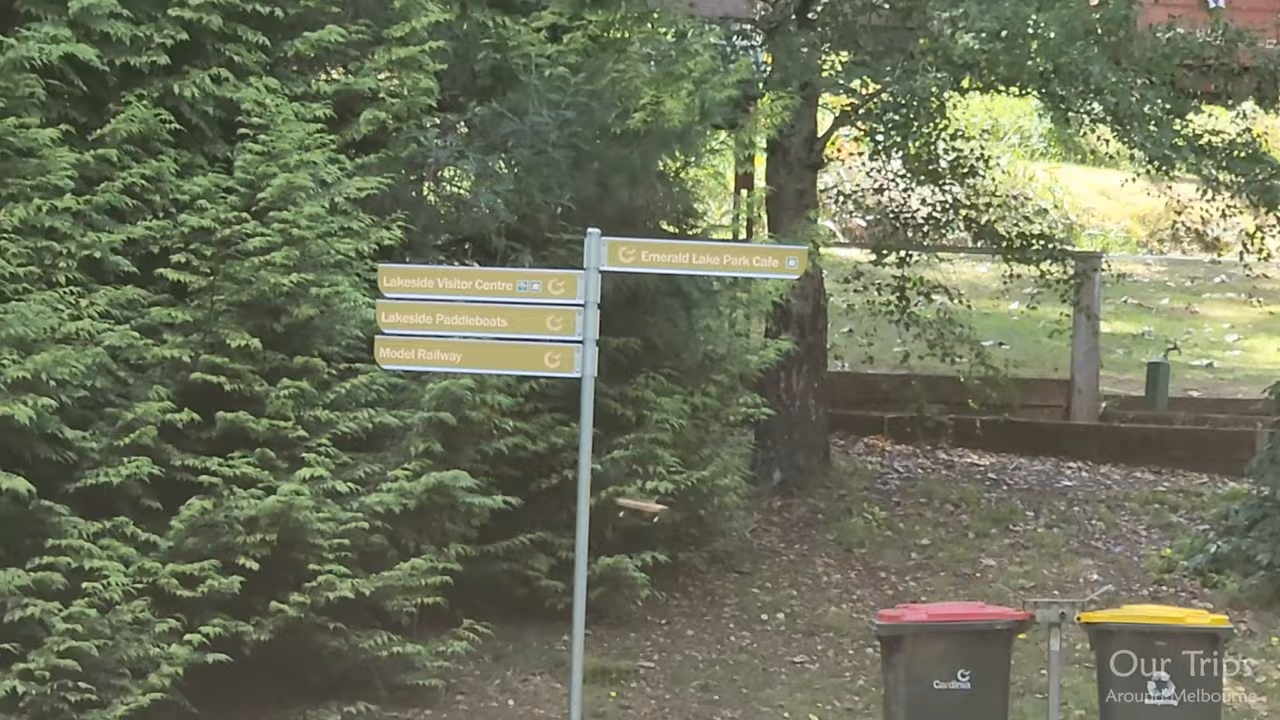 Emerald Lake Park Cafe
Lakeside Visitor Centre
Lakeside Paddleboats
Model Railway
Cardinia
Our Trips
Around Melbourne